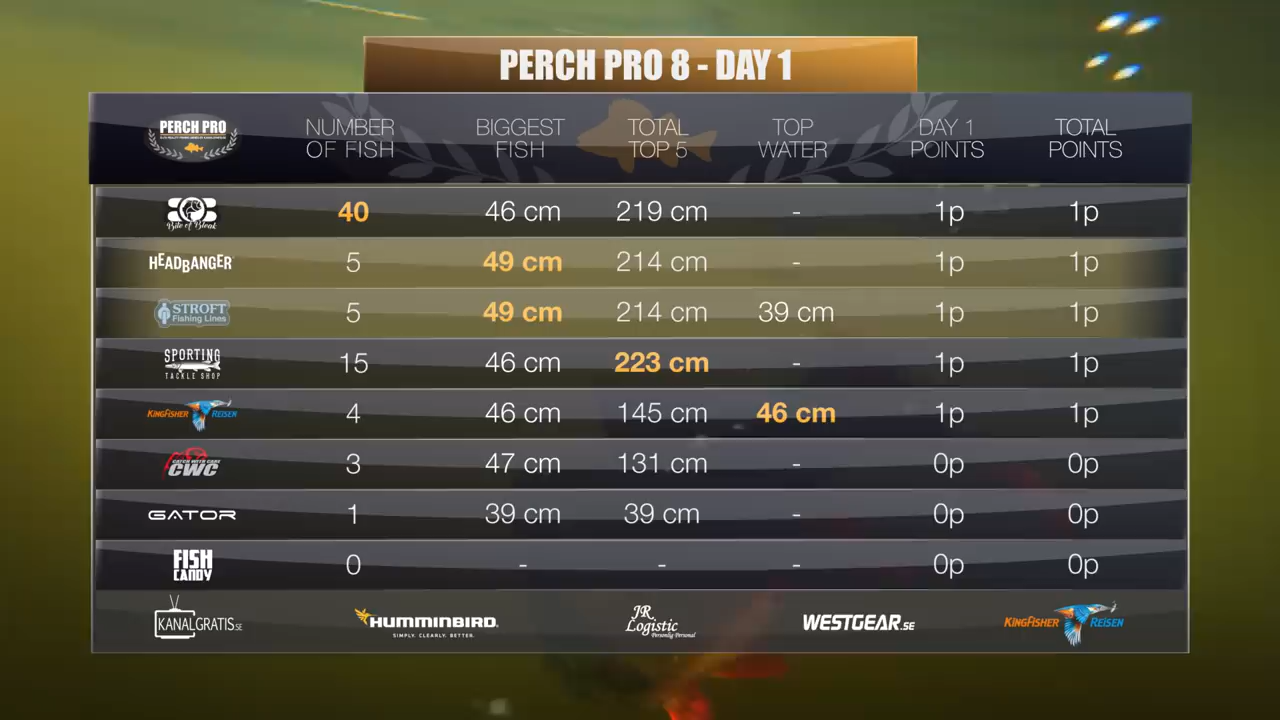 PERCH PRO 8 - DAY 1
PERCH PRO
NUMBER OF FISH
BIGGEST FISH
TOTAL TOP 5
TOP WATER
DAY 1 POINTS
TOTAL POINTS
Bite of Bleak 40 46 cm 219 cm - 1p 1p
HEADBANGER 5 49 cm 214 cm - 1p 1p
STROFT Fishing Lines 5 49 cm 214 cm 39 cm 1p 1p
SPORTING TACKLE SHOP 15 46 cm 223 cm - 1p 1p
KINGFISHER REISEN 4 46 cm 145 cm 46 cm 1p 1p
CATCH WITH CARE CWC 3 47 cm 131 cm - 0p 0p
GATOR 1 39 cm 39 cm - 0p 0p
FISH CANDY 0 - - - 0p 0p
KANALGRATIS.SE
HUMMINBIRD
SIMPLY. CLEARLY. BETTER.
JR Logistic
Personlig Personal
WESTGEAR.SE
KINGFISHER REISEN